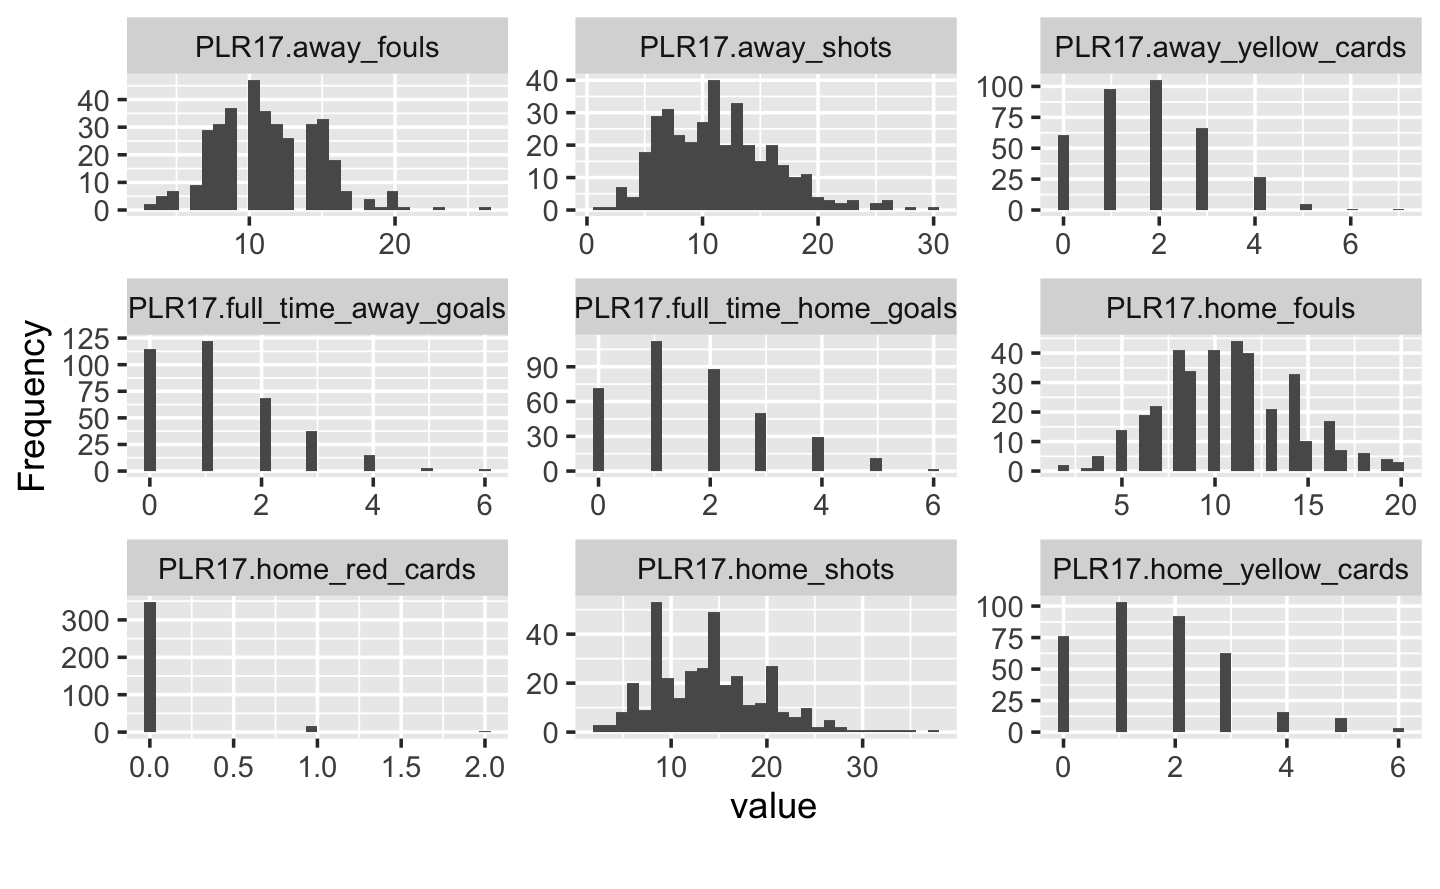 PLR17.away_fouls
PLR17.away_shots
PLR17.away_yellow_cards
40
30
20
10
0
10 20
40
30
20
10
0
0 10 20 30
100
75
50
25
0
0 2 4 6
PLR17.full_time_away_goals
PLR17.full_time_home_goals
PLR17.home_fouls
Frequency
125
100
75
50
25
0
0 2 4 6
90
60
30
0
0 2 4 6
40
30
20
10
0
5 10 15 20
PLR17.home_red_cards
PLR17.home_shots
PLR17.home_yellow_cards
300
200
100
0
0.0 0.5 1.0 1.5 2.0
40
20
0
10 20 30
100
75
50
25
0
0 2 4 6
value